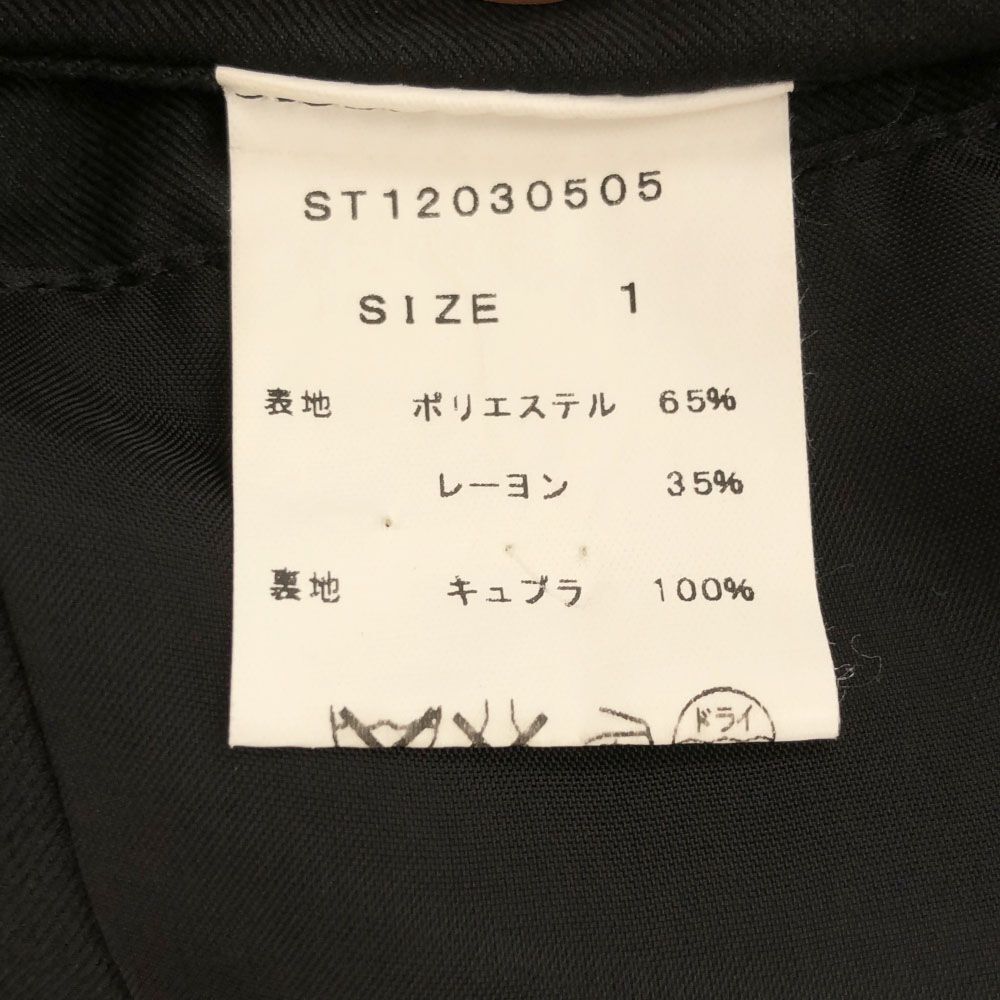 ST12030505
SIZE 1
表地 ポリエステル 65%
レーヨン 35%
裏地 キュプラ 100%
ドライ